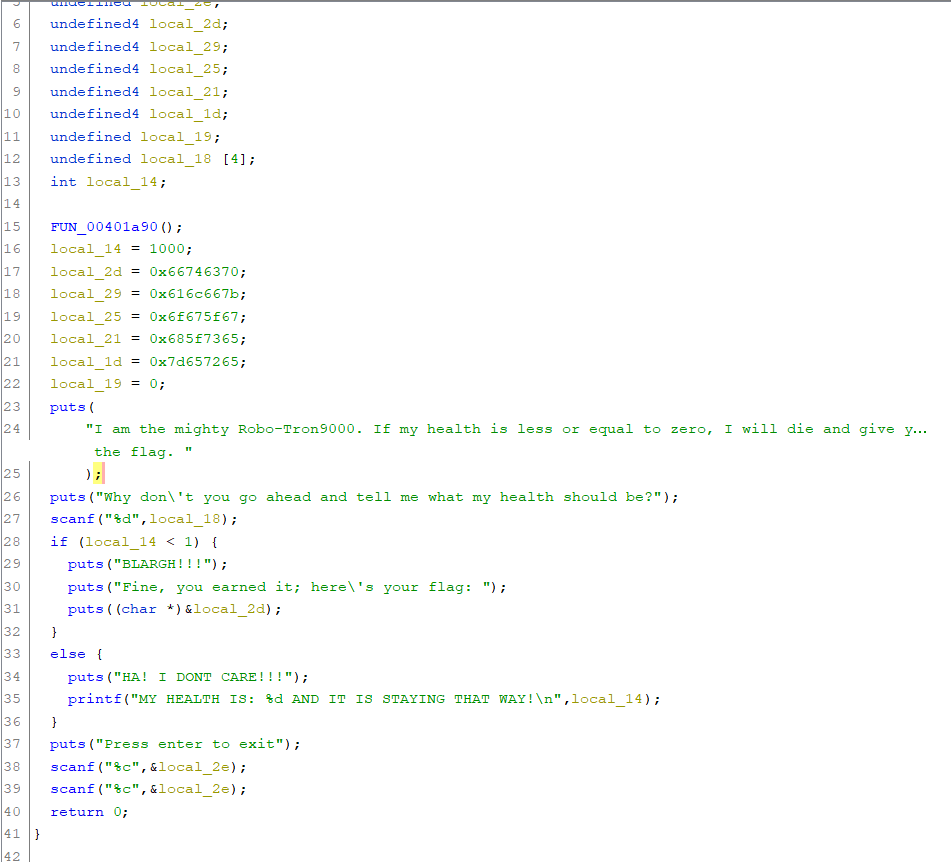 5 undefined local_2e;
6 undefined4 local_2d;
7 undefined4 local_29;
8 undefined4 local_25;
9 undefined4 local_21;
10 undefined4 local_1d;
11 undefined local_19;
12 undefined local_18 [4];
13 int local_14;
14
15 FUN_00401a90();
16 local_14 = 1000;
17 local_2d = 0x66746370;
18 local_29 = 0x616c667b;
19 local_25 = 0x6f675f67;
20 local_21 = 0x685f7365;
21 local_1d = 0x7d657265;
22 local_19 = 0;
23 puts(
24 "I am the mighty Robo-Tron9000. If my health is less or equal to zero, I will die and give y…
the flag. "
25 );
26 puts("Why don\'t you go ahead and tell me what my health should be?");
27 scanf("%d",local_18);
28 if (local_14 < 1) {
29 puts("BLARGH!!!");
30 puts("Fine, you earned it; here\'s your flag: ");
31 puts((char *)&local_2d);
32 }
33 else {
34 puts("HA! I DONT CARE!!!");
35 printf("MY HEALTH IS: %d AND IT IS STAYING THAT WAY!\n",local_14);
36 }
37 puts("Press enter to exit");
38 scanf("%c",&local_2e);
39 scanf("%c",&local_2e);
40 return 0;
41 }
42